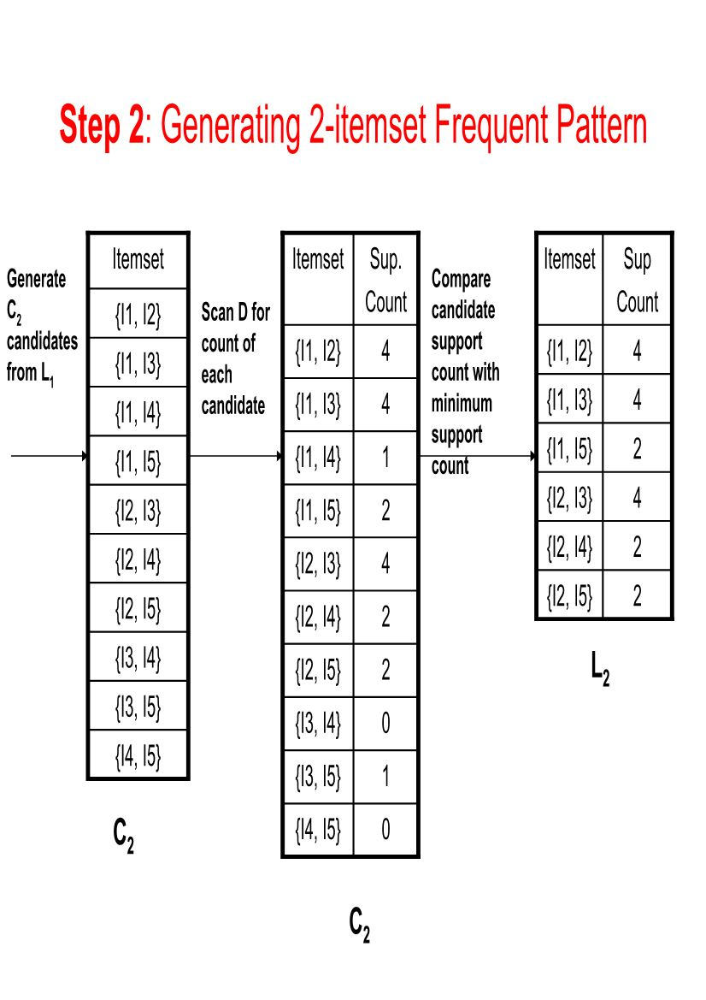 Step 2: Generating 2-itemset Frequent Pattern
Generate
C2
candidates
from L1
Itemset
{I1, I2}
{I1, I3}
{I1, I4}
{I1, I5}
{I2, I3}
{I2, I4}
{I2, I5}
{I3, I4}
{I3, I5}
{I4, I5}
C2
Scan D for
count of
each
candidate
Itemset Sup.
Count
{I1, I2} 4
{I1, I3} 4
{I1, I4} 1
{I1, I5} 2
{I2, I3} 4
{I2, I4} 2
{I2, I5} 2
{I3, I4} 0
{I3, I5} 1
{I4, I5} 0
C2
Compare
candidate
support
count with
minimum
support
count
Itemset Sup
Count
{I1, I2} 4
{I1, I3} 4
{I1, I5} 2
{I2, I3} 4
{I2, I4} 2
{I2, I5} 2
L2